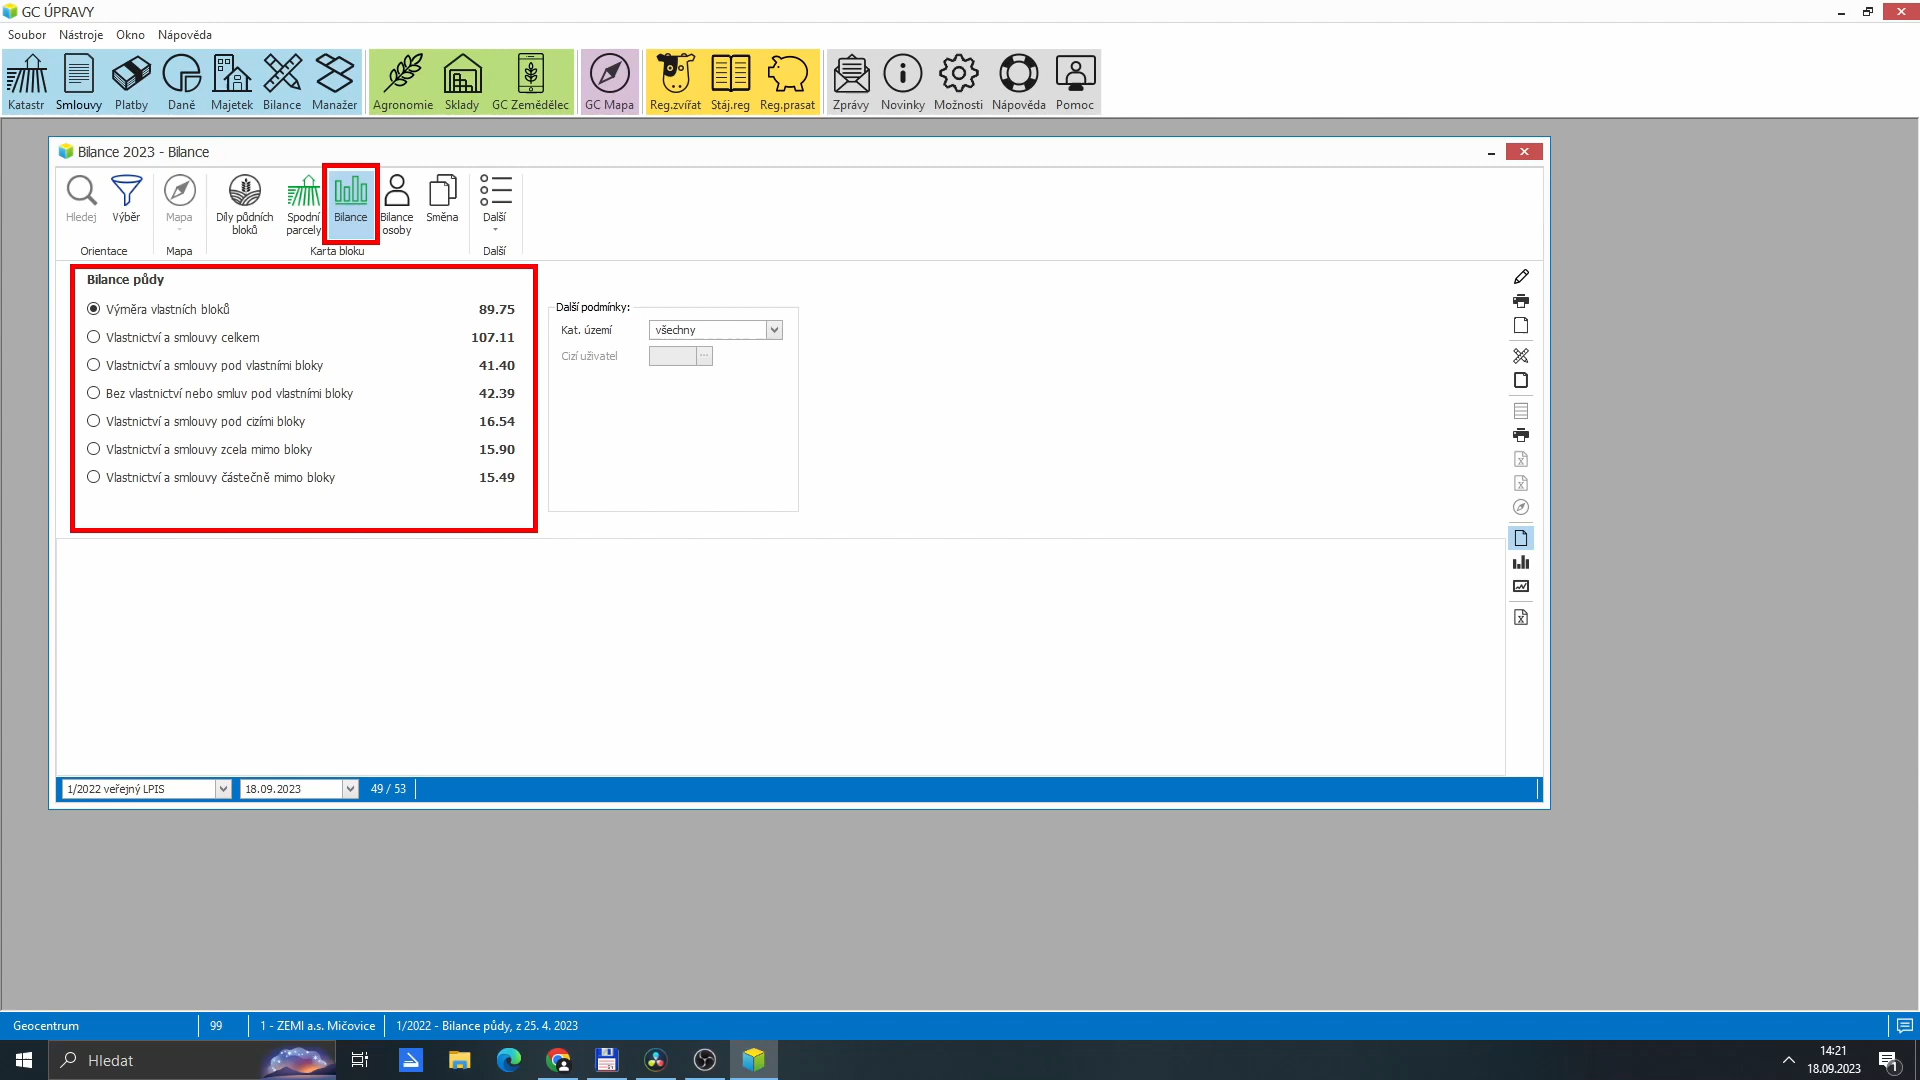 GC ÚPRAVY
Soubor Nástroje Okno Nápověda
Katastr Smlouvy Platby Daně Majetek Bilance Manažer Agronomie Sklady GC Zemědělec GC Mapa Reg.zvířat Stáj.reg Reg.prasat Zprávy Novinky Možnosti Nápověda Pomoc
Bilance 2023 - Bilance
Hledej Výběr Mapa Díly půdních bloků Spodní parcely Bilance Bilance osoby Směna Další
Orientace Mapa Karta bloku Další
Bilance půdy
Výměra vlastních bloků 89.75
Vlastnictví a smlouvy celkem 107.11
Vlastnictví a smlouvy pod vlastními bloky 41.40
Bez vlastnictví nebo smluv pod vlastními bloky 42.39
Vlastnictví a smlouvy pod cizími bloky 16.54
Vlastnictví a smlouvy zcela mimo bloky 15.90
Vlastnictví a smlouvy částečně mimo bloky 15.49
Další podmínky:
Kat. území všechny
Cizí uživatel ...
1/2022 veřejný LPIS 18.09.2023 49 / 53
Geocentrum 99 1 - ZEMI a.s. Mičovice 1/2022 - Bilance půdy, z 25. 4. 2023
Hledat
14:21
18.09.2023
1